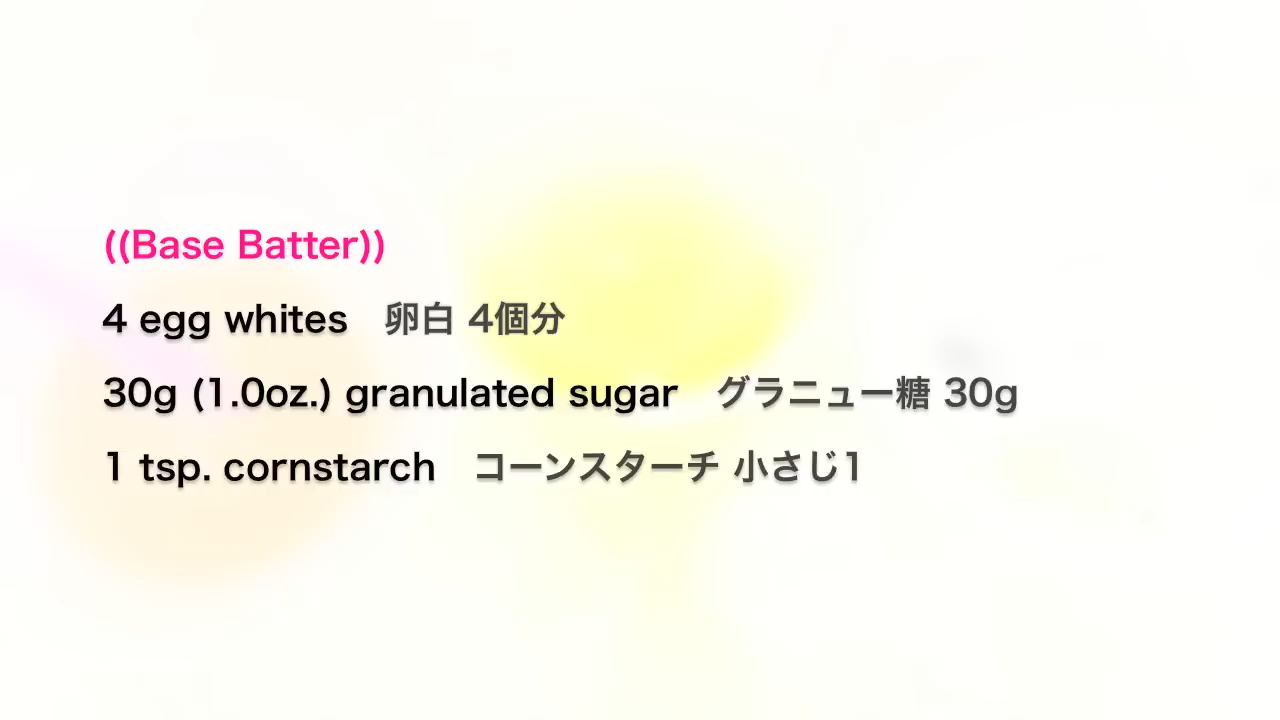 ((Base Batter))
4 egg whites　卵白 4個分
30g (1.0oz.) granulated sugar　グラニュー糖 30g
1 tsp. cornstarch　コーンスターチ 小さじ1